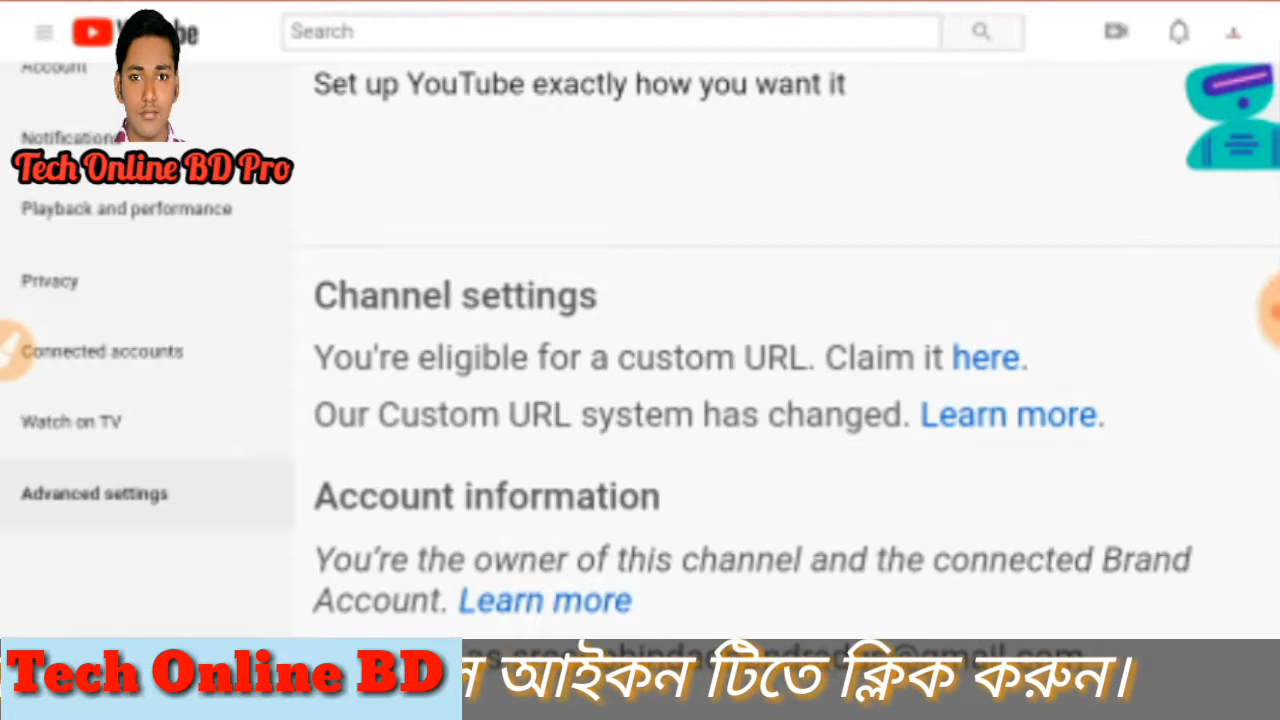 Search
Account
Set up YouTube exactly how you want it
Notifications
Tech Online BD Pro
Playback and performance
Privacy
Channel settings
You're eligible for a custom URL. Claim it here.
Connected accounts
Our Custom URL system has changed. Learn more.
Watch on TV
Advanced settings
Account information
You're the owner of this channel and the connected Brand
Account. Learn more
Tech Online BD
আইকন টিতে ক্লিক করুন।